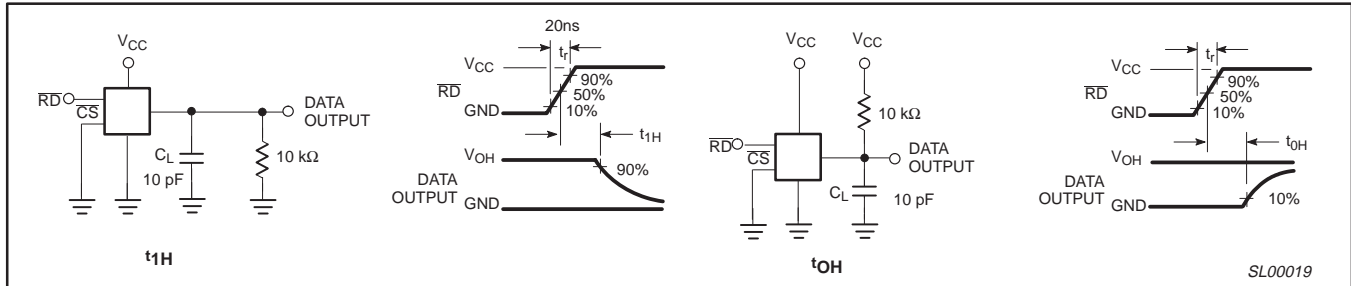 VCC
RD
CS
DATA
OUTPUT
CL
10 pF
10 kΩ
t1H
20ns
tr
VCC
RD
GND
90%
50%
10%
t1H
VOH
DATA
OUTPUT
GND
90%
VCC
VCC
10 kΩ
RD
CS
DATA
OUTPUT
CL
10 pF
tOH
tr
VCC
RD
GND
90%
50%
10%
t0H
VOH
DATA
OUTPUT
GND
10%
SL00019